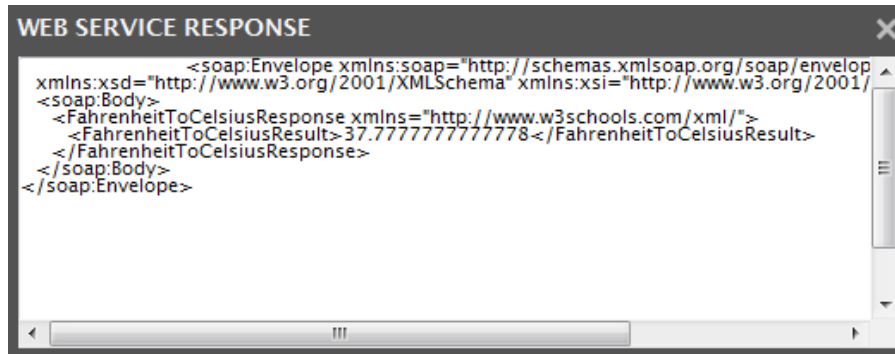 WEB SERVICE RESPONSE
<soap:Envelope xmlns:soap="http://schemas.xmlsoap.org/soap/envelop
xmlns:xsd="http://www.w3.org/2001/XMLSchema" xmlns:xsi="http://www.w3.org/2001/
<soap:Body>
<FahrenheitToCelsiusResponse xmlns="http://www.w3schools.com/xml/">
<FahrenheitToCelsiusResult>37.7777777777778</FahrenheitToCelsiusResult>
</FahrenheitToCelsiusResponse>
</soap:Body>
</soap:Envelope>